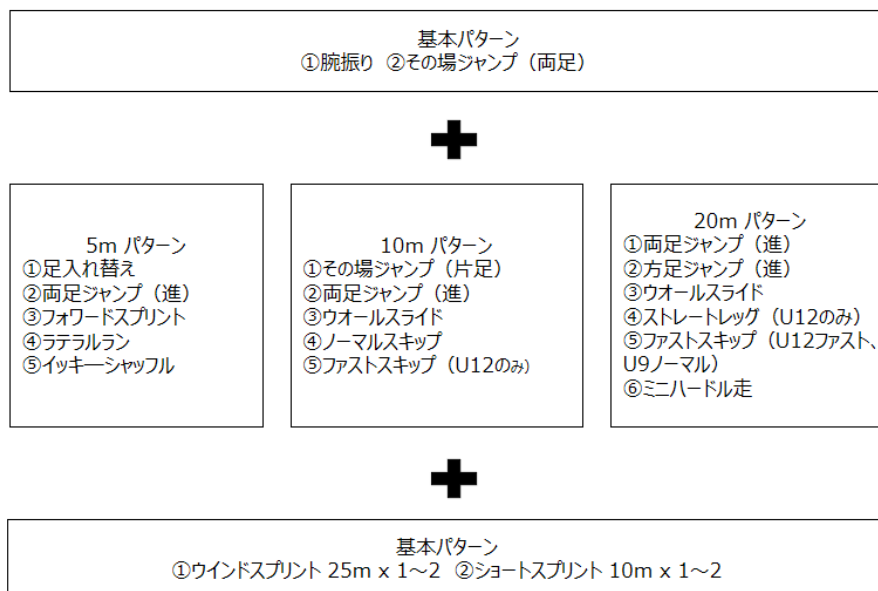 基本パターン
①腕振り ②その場ジャンプ（両足）
5m パターン
①足入れ替え
②両足ジャンプ（進）
③フォワードスプリント
④ラテラルラン
⑤イッキ―シャッフル
10m パターン
①その場ジャンプ（片足）
②両足ジャンプ（進）
③ウオールスライド
④ノーマルスキップ
⑤ファストスキップ（U12のみ）
20m パターン
①両足ジャンプ（進）
②方足ジャンプ（進）
③ウオールスライド
④ストレートレッグ（U12のみ）
⑤ファストスキップ（U12ファスト、
U9ノーマル）
⑥ミニハードル走
基本パターン
①ウインドスプリント 25m x 1～2 ②ショートスプリント 10m x 1～2